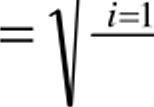 = √ i=1